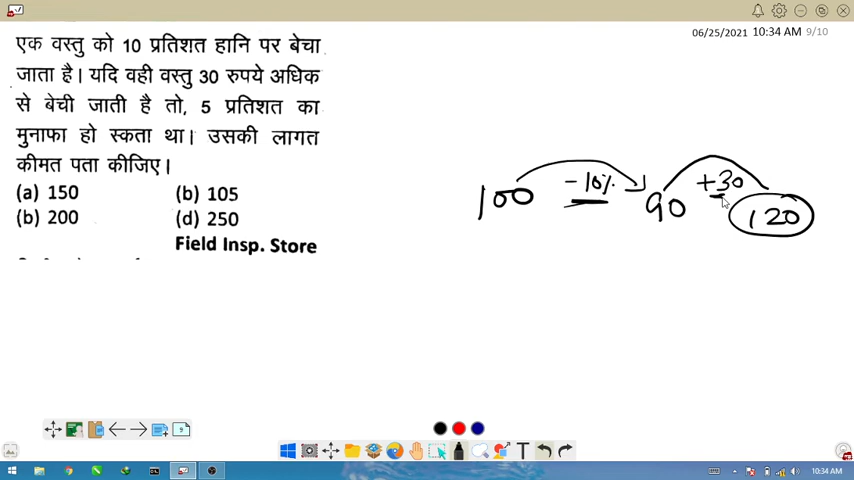 06/25/2021 10:34 AM 9/10
एक वस्तु को 10 प्रतिशत हानि पर बेचा
जाता है। यदि वही वस्तु 30 रुपये अधिक
से बेची जाती है तो, 5 प्रतिशत का
मुनाफा हो स्कता था। उसकी लागत
कीमत पता कीजिए।
(a) 150 (b) 105
(b) 200 (d) 250
Field Insp. Store
100 -10% 90 +30 120
9
T
10:34 AM